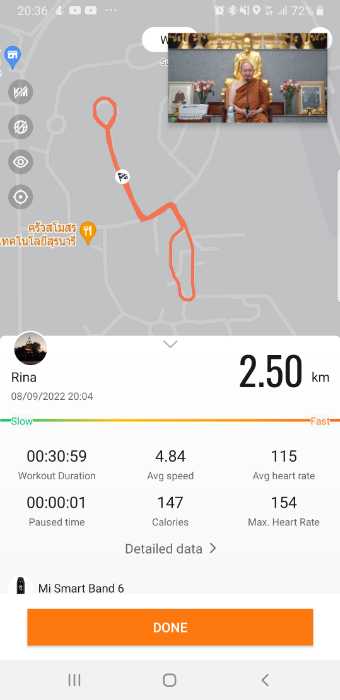 20:36
72%
W
ครัวสโมสร
เทคโนโลยีสุรนารี
Rina
2.50 km
08/09/2022 20:04
Slow
Fast
00:30:59
4.84
115
Workout Duration
Avg speed
Avg heart rate
00:00:01
147
154
Paused time
Calories
Max. Heart Rate
Detailed data
Mi Smart Band 6
DONE